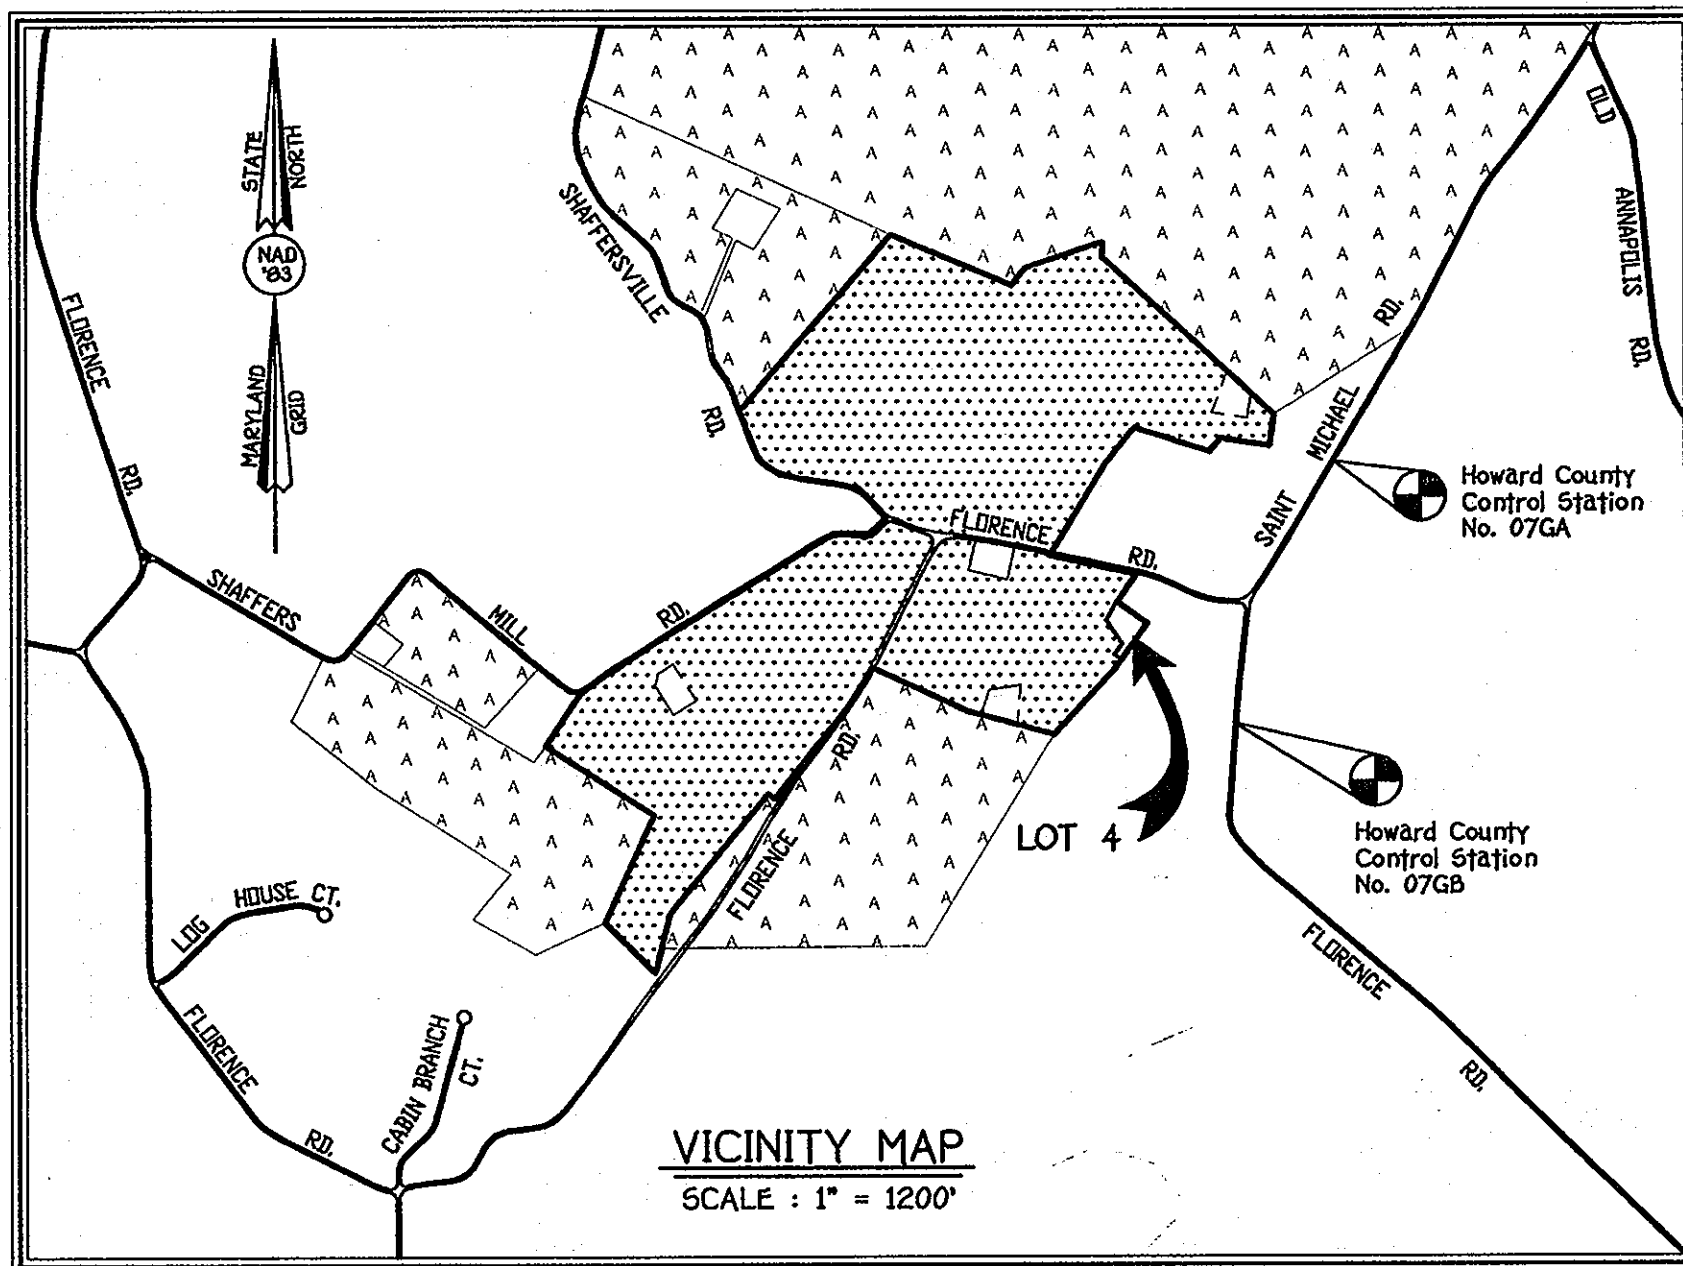 STATE
NORTH
NAD
'83
MARYLAND
GRID
FLORENCE
RD.
SHAFFERSVILLE
RD.
OLD
ANNAPOLIS
RD.
RD.
MICHAEL
SAINT
Howard County
Control Station
No. 07GA
FLORENCE
RD.
SHAFFERS
MILL
RD.
RD.
FLORENCE
LOT 4
Howard County
Control Station
No. 07GB
LOG
HOUSE CT.
FLORENCE
RD.
CABIN BRANCH
CT.
FLORENCE
RD.
VICINITY MAP
SCALE : 1" = 1200'